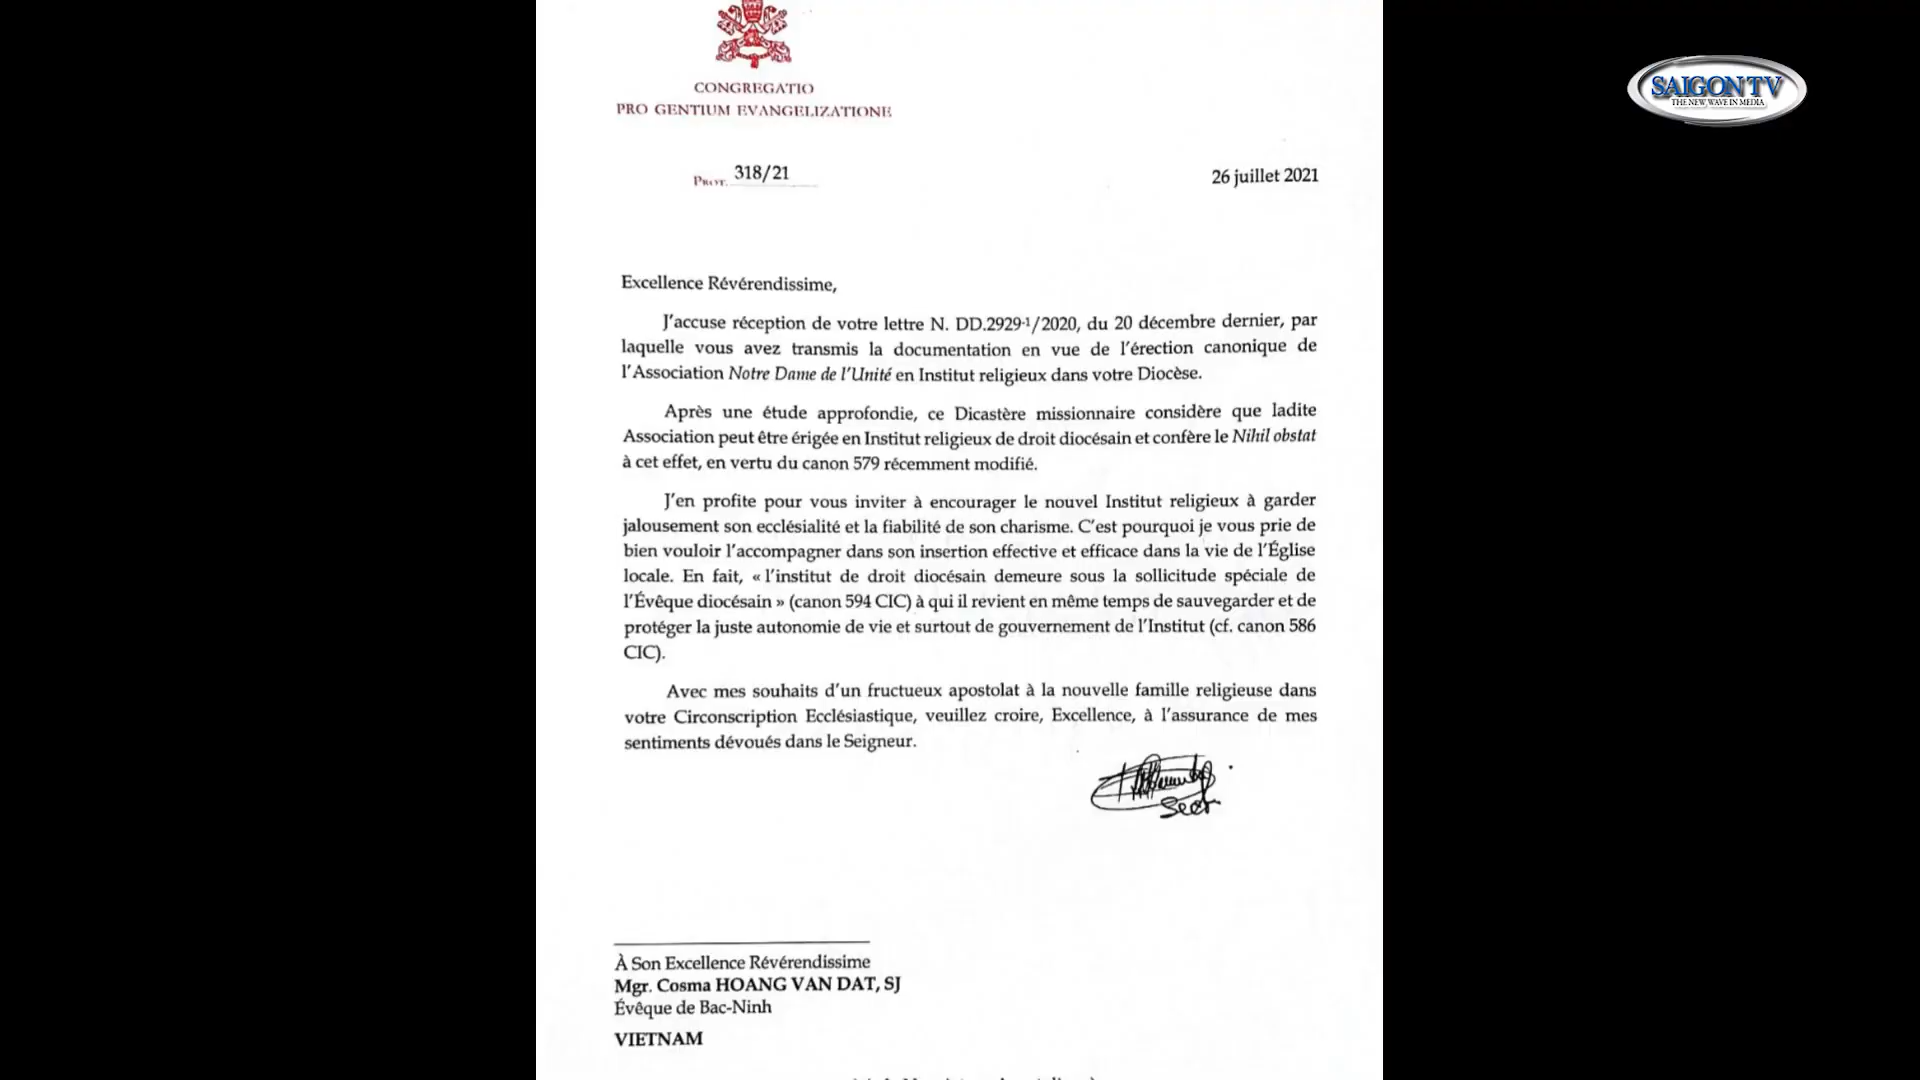 CONGREGATIO
PRO GENTIUM EVANGELIZATIONE
SAIGON TV
THE NEW WAVE IN MEDIA
PROT. 318/21
26 juillet 2021
Excellence Révérendissime,
J'accuse réception de votre lettre N. DD.2929-1/2020, du 20 décembre dernier, par
laquelle vous avez transmis la documentation en vue de l'érection canonique de
l'Association Notre Dame de l'Unité en Institut religieux dans votre Diocèse.
Après une étude approfondie, ce Dicastère missionnaire considère que ladite
Association peut être érigée en Institut religieux de droit diocésain et confère le Nihil obstat
à cet effet, en vertu du canon 579 récemment modifié.
J'en profite pour vous inviter à encourager le nouvel Institut religieux à garder
jalousement son ecclésialité et la fiabilité de son charisme. C'est pourquoi je vous prie de
bien vouloir l'accompagner dans son insertion effective et efficace dans la vie de l'Église
locale. En fait, « l'institut de droit diocésain demeure sous la sollicitude spéciale de
l'Évêque diocésain » (canon 594 CIC) à qui il revient en même temps de sauvegarder et de
protéger la juste autonomie de vie et surtout de gouvernement de l'Institut (cf. canon 586
CIC).
Avec mes souhaits d'un fructueux apostolat à la nouvelle famille religieuse dans
votre Circonscription Ecclésiastique, veuillez croire, Excellence, à l'assurance de mes
sentiments dévoués dans le Seigneur.
À Son Excellence Révérendissime
Mgr. Cosma HOANG VAN DAT, SJ
Évêque de Bac-Ninh
VIETNAM